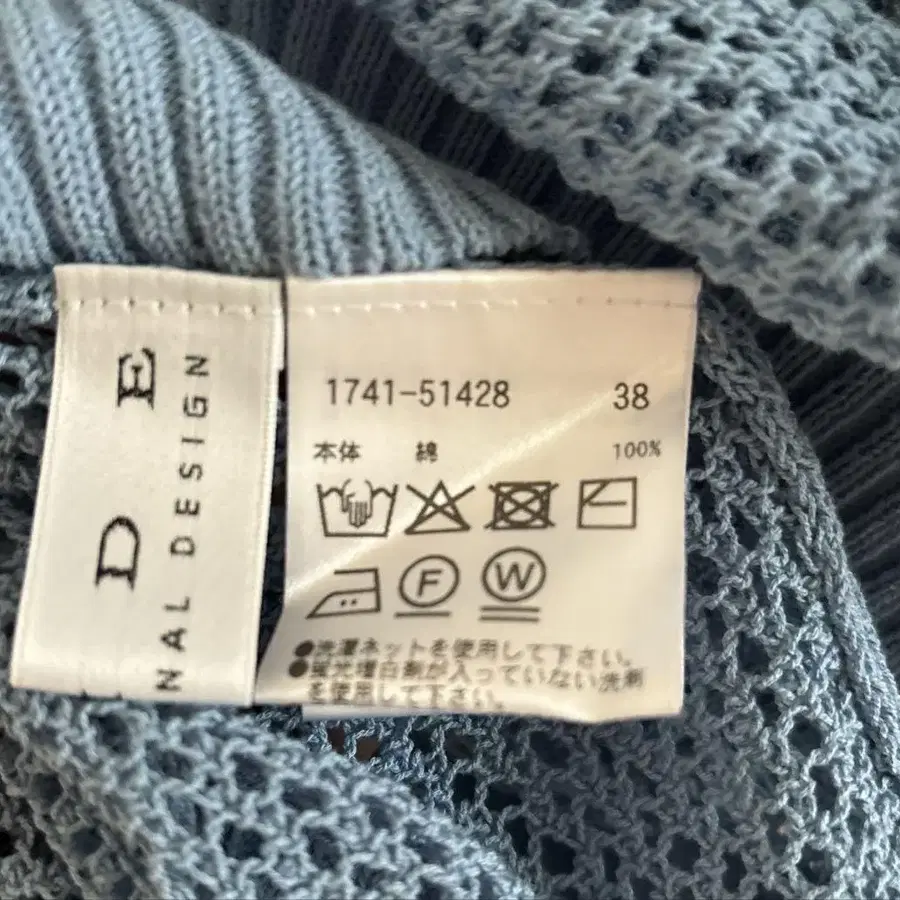 D E
NAL DESIGN
1741-51428 38
本体 綿 100%
F W
●洗濯ネットを使用して下さい。
●蛍光増白剤が入っていない洗剤
を使用して下さい。